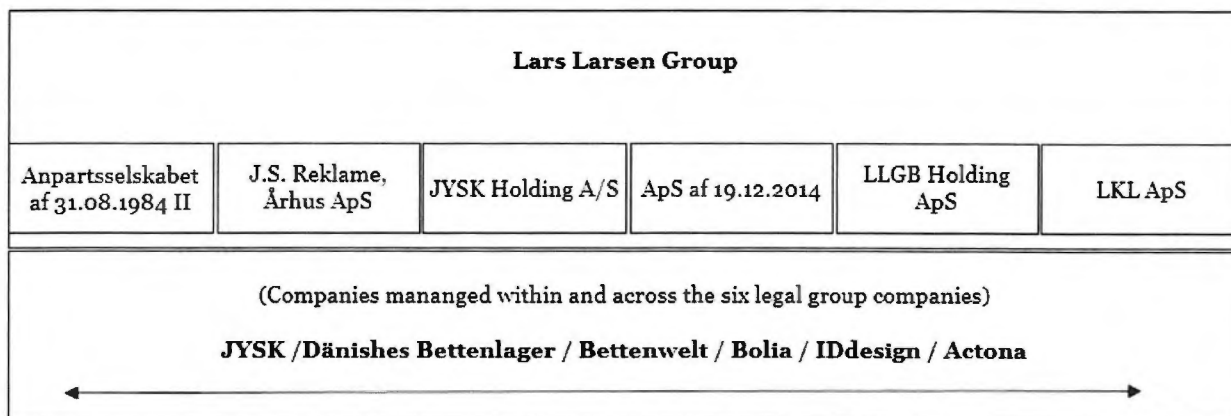 Lars Larsen Group
Anpartsselskabet
af 31.08.1984 II
J.S. Reklame,
Århus ApS
JYSK Holding A/S
ApS af 19.12.2014
LLGB Holding
ApS
LKL ApS
(Companies mananged within and across the six legal group companies)
JYSK /Dänishes Bettenlager / Bettenwelt / Bolia / IDdesign / Actona